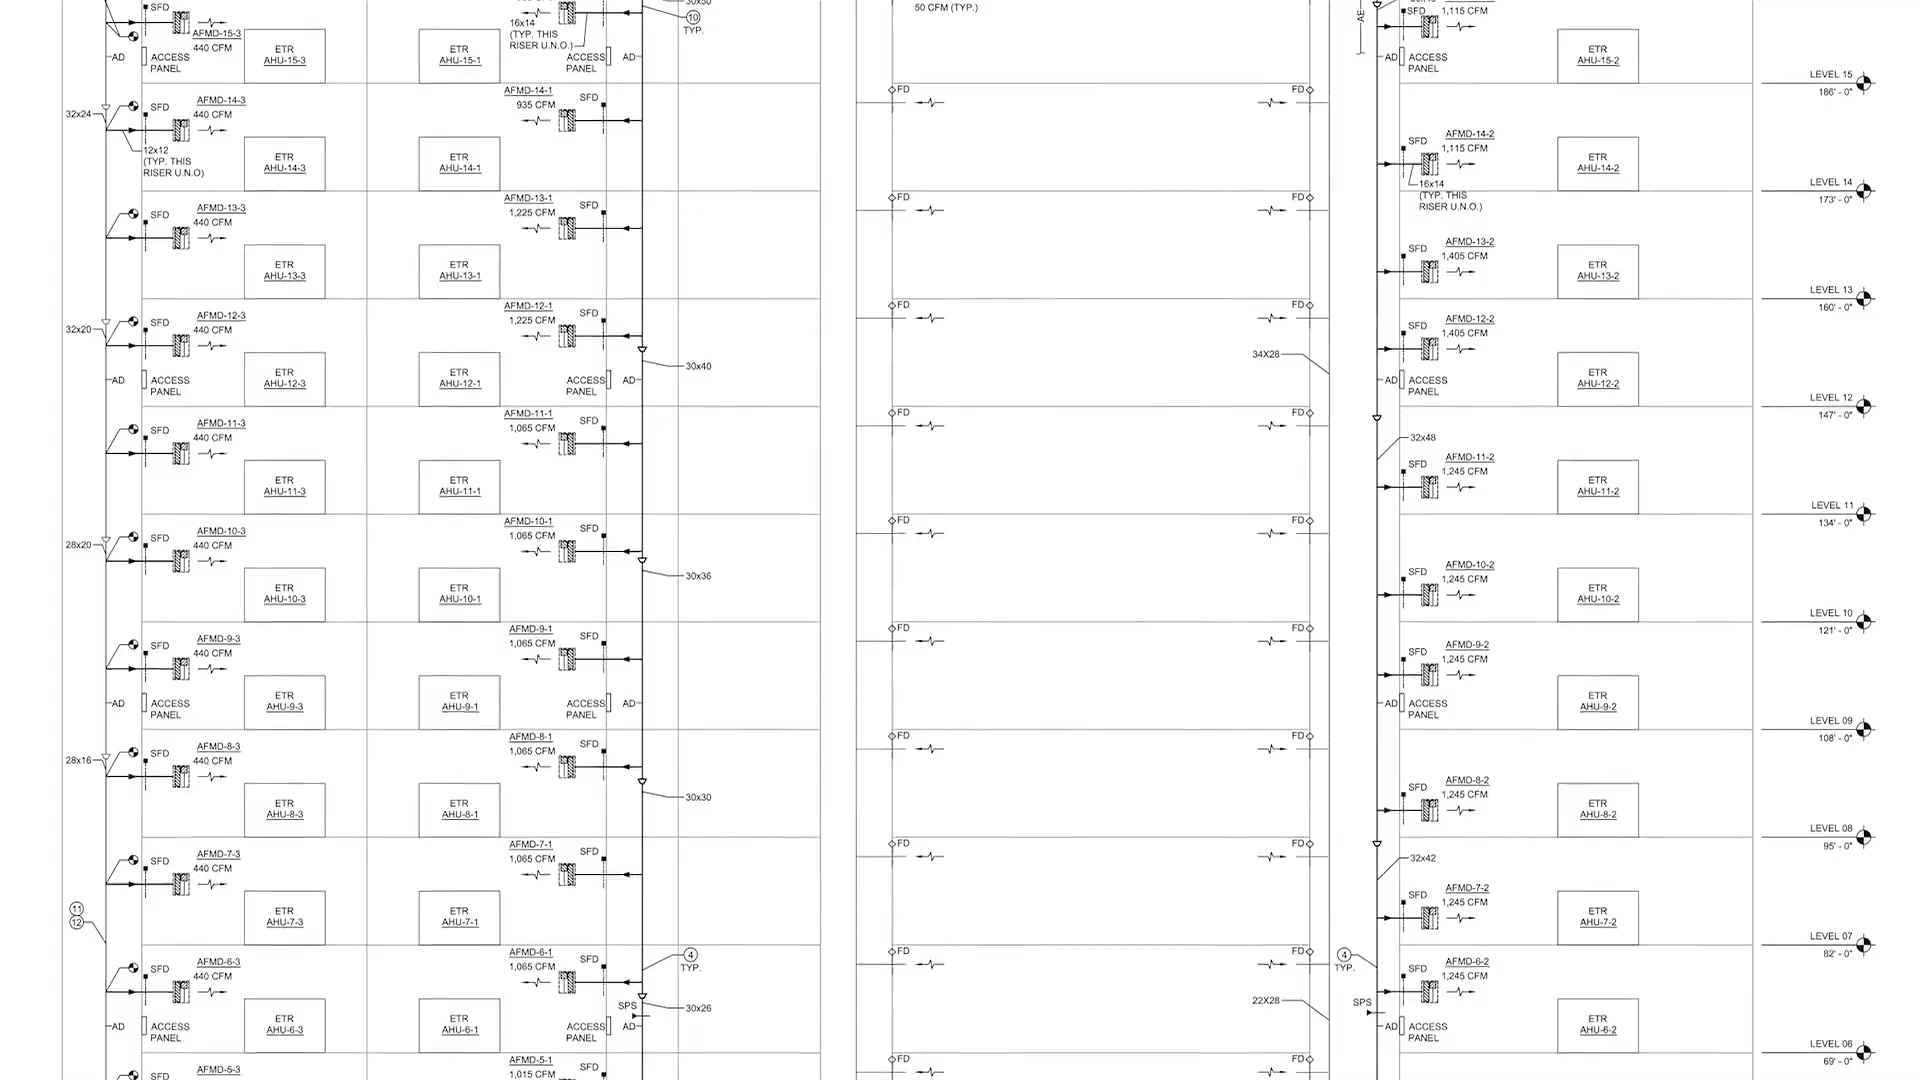 SFD
AFMD-15-3
440 CFM
AD
ACCESS
PANEL
ETR
AHU-15-3
ETR
AHU-15-1
16x14
(TYP. THIS
RISER U.N.O.)
ACCESS
PANEL
AD
10
TYP.
50 CFM (TYP.)
AE
SFD
1,115 CFM
AD
ACCESS
PANEL
ETR
AHU-15-2
LEVEL 15
186' - 0"
32x24
SFD
AFMD-14-3
440 CFM
12x12
(TYP. THIS
RISER U.N.O)
ETR
AHU-14-3
ETR
AHU-14-1
AFMD-14-1
935 CFM
SFD
FD
FD
SFD
AFMD-14-2
1,115 CFM
16x14
(TYP. THIS
RISER U.N.O.)
ETR
AHU-14-2
LEVEL 14
173' - 0"
SFD
AFMD-13-3
440 CFM
ETR
AHU-13-3
ETR
AHU-13-1
AFMD-13-1
1,225 CFM
SFD
FD
FD
SFD
AFMD-13-2
1,405 CFM
ETR
AHU-13-2
LEVEL 13
160' - 0"
32x20
SFD
AFMD-12-3
440 CFM
AD
ACCESS
PANEL
ETR
AHU-12-3
ETR
AHU-12-1
AFMD-12-1
1,225 CFM
SFD
ACCESS
PANEL
AD
30x40
FD
FD
34X28
SFD
AFMD-12-2
1,405 CFM
AD
ACCESS
PANEL
ETR
AHU-12-2
LEVEL 12
147' - 0"
SFD
AFMD-11-3
440 CFM
ETR
AHU-11-3
ETR
AHU-11-1
AFMD-11-1
1,065 CFM
SFD
FD
FD
32x48
SFD
AFMD-11-2
1,245 CFM
ETR
AHU-11-2
LEVEL 11
134' - 0"
28x20
SFD
AFMD-10-3
440 CFM
ETR
AHU-10-3
ETR
AHU-10-1
AFMD-10-1
1,065 CFM
SFD
30x36
FD
FD
SFD
AFMD-10-2
1,245 CFM
ETR
AHU-10-2
LEVEL 10
121' - 0"
SFD
AFMD-9-3
440 CFM
AD
ACCESS
PANEL
ETR
AHU-9-3
ETR
AHU-9-1
AFMD-9-1
1,065 CFM
SFD
ACCESS
PANEL
AD
FD
FD
SFD
AFMD-9-2
1,245 CFM
AD
ACCESS
PANEL
ETR
AHU-9-2
LEVEL 09
108' - 0"
28x16
SFD
AFMD-8-3
440 CFM
ETR
AHU-8-3
ETR
AHU-8-1
AFMD-8-1
1,065 CFM
SFD
30x30
FD
FD
SFD
AFMD-8-2
1,245 CFM
ETR
AHU-8-2
LEVEL 08
95' - 0"
11
12
SFD
AFMD-7-3
440 CFM
ETR
AHU-7-3
ETR
AHU-7-1
AFMD-7-1
1,065 CFM
SFD
FD
FD
32x42
SFD
AFMD-7-2
1,245 CFM
ETR
AHU-7-2
LEVEL 07
82' - 0"
SFD
AFMD-6-3
440 CFM
AD
ACCESS
PANEL
ETR
AHU-6-3
ETR
AHU-6-1
AFMD-6-1
1,065 CFM
SFD
SPS
ACCESS
PANEL
AD
4
TYP.
30x26
FD
FD
22X28
4
TYP.
SPS
SFD
AFMD-6-2
1,245 CFM
AD
ACCESS
PANEL
ETR
AHU-6-2
LEVEL 06
69' - 0"
SFD
AFMD-5-3
AFMD-5-1
1,015 CFM
SFD
FD
FD